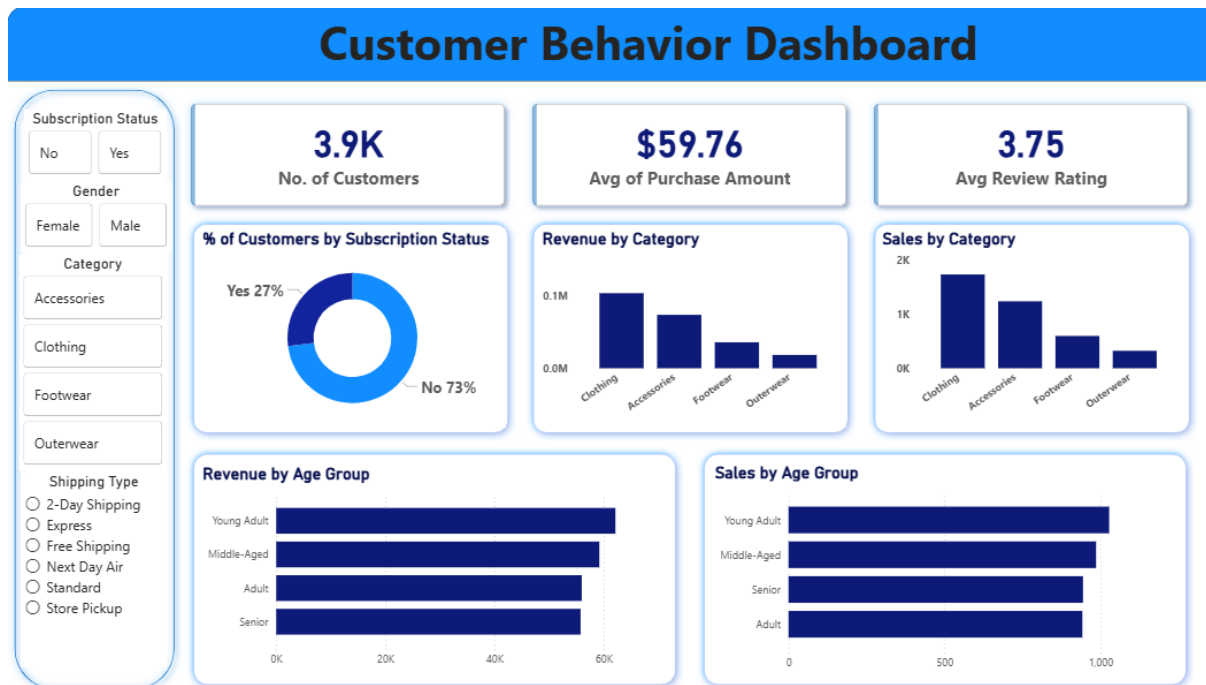 Customer Behavior Dashboard
Subscription Status
No Yes
Gender
Female Male
Category
Accessories
Clothing
Footwear
Outerwear
Shipping Type
2-Day Shipping
Express
Free Shipping
Next Day Air
Standard
Store Pickup
3.9K
No. of Customers
$59.76
Avg of Purchase Amount
3.75
Avg Review Rating
% of Customers by Subscription Status
Yes 27%
No 73%
Revenue by Category
0.1M
0.0M
Clothing
Accessories
Footwear
Outerwear
Sales by Category
2K
1K
0K
Clothing
Accessories
Footwear
Outerwear
Revenue by Age Group
Young Adult
Middle-Aged
Adult
Senior
0K 20K 40K 60K
Sales by Age Group
Young Adult
Middle-Aged
Senior
Adult
0 500 1,000